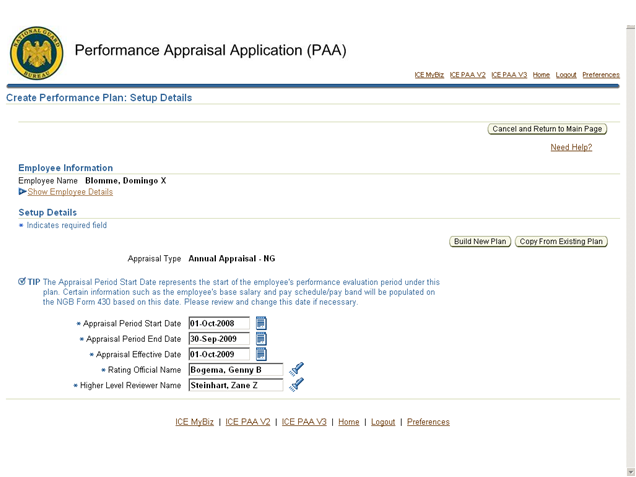 NATIONAL GUARD
BUREAU
Performance Appraisal Application (PAA)
ICE MyBiz ICE PAA V2 ICE PAA V3 Home Logout Preferences
Create Performance Plan: Setup Details
Cancel and Return to Main Page
Need Help?
Employee Information
Employee Name Blomme, Domingo X
Show Employee Details
Setup Details
* Indicates required field
Build New Plan Copy From Existing Plan
Appraisal Type Annual Appraisal - NG
TIP The Appraisal Period Start Date represents the start of the employee's performance evaluation period under this
plan. Certain information such as the employee's base salary and pay schedule/pay band will be populated on
the NGB Form 430 based on this date. Please review and change this date if necessary.
* Appraisal Period Start Date 01-Oct-2008
* Appraisal Period End Date 30-Sep-2009
* Appraisal Effective Date 01-Oct-2009
* Rating Official Name Bogema, Genny B
* Higher Level Reviewer Name Steinhart, Zane Z
ICE MyBiz | ICE PAA V2 | ICE PAA V3 | Home | Logout | Preferences